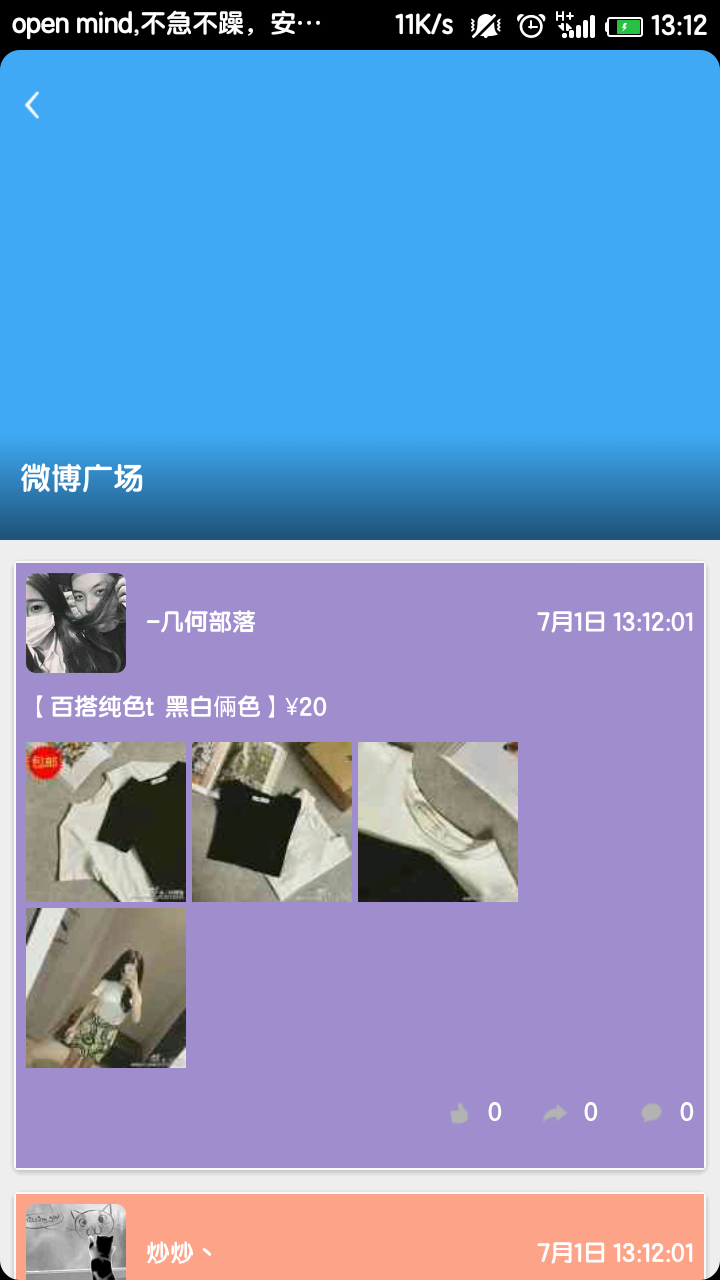 open mind,不急不躁，安… 11K/s H+ 13:12
微博广场
-几何部落 7月1日 13:12:01
【百搭纯色t 黑白俩色】¥20
包邮
0 0 0
炒炒丶 7月1日 13:12:01